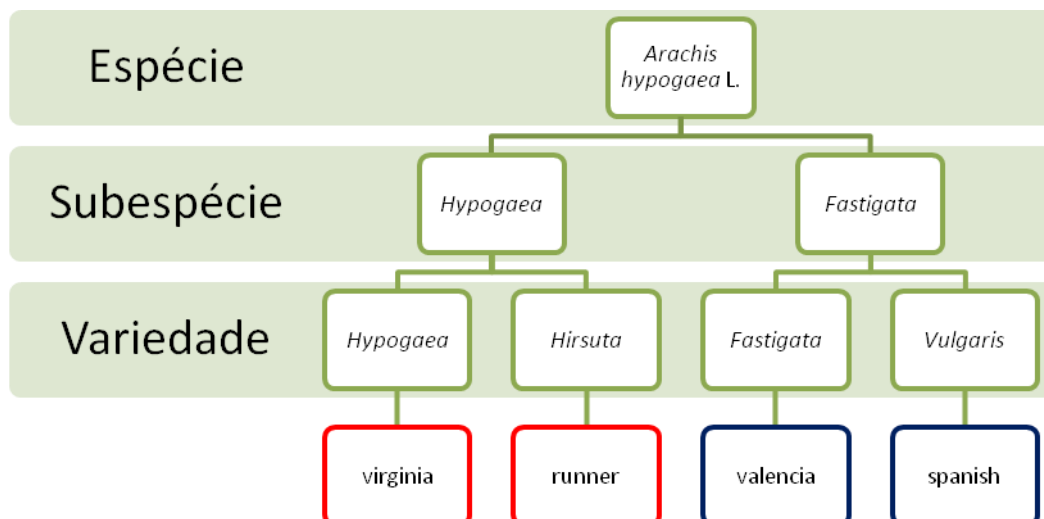 Espécie
Arachis
hypogaea L.
Subespécie
Hypogaea
Fastigata
Variedade
Hypogaea
Hirsuta
Fastigata
Vulgaris
virginia
runner
valencia
spanish